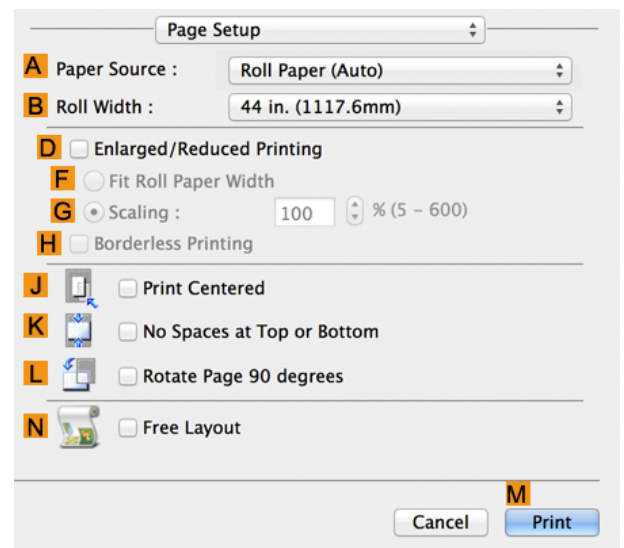 Page Setup
A Paper Source : Roll Paper (Auto)
B Roll Width : 44 in. (1117.6mm)
D Enlarged/Reduced Printing
F Fit Roll Paper Width
G Scaling : 100 % (5 – 600)
H Borderless Printing
J Print Centered
K No Spaces at Top or Bottom
L Rotate Page 90 degrees
N Free Layout
M
Cancel Print